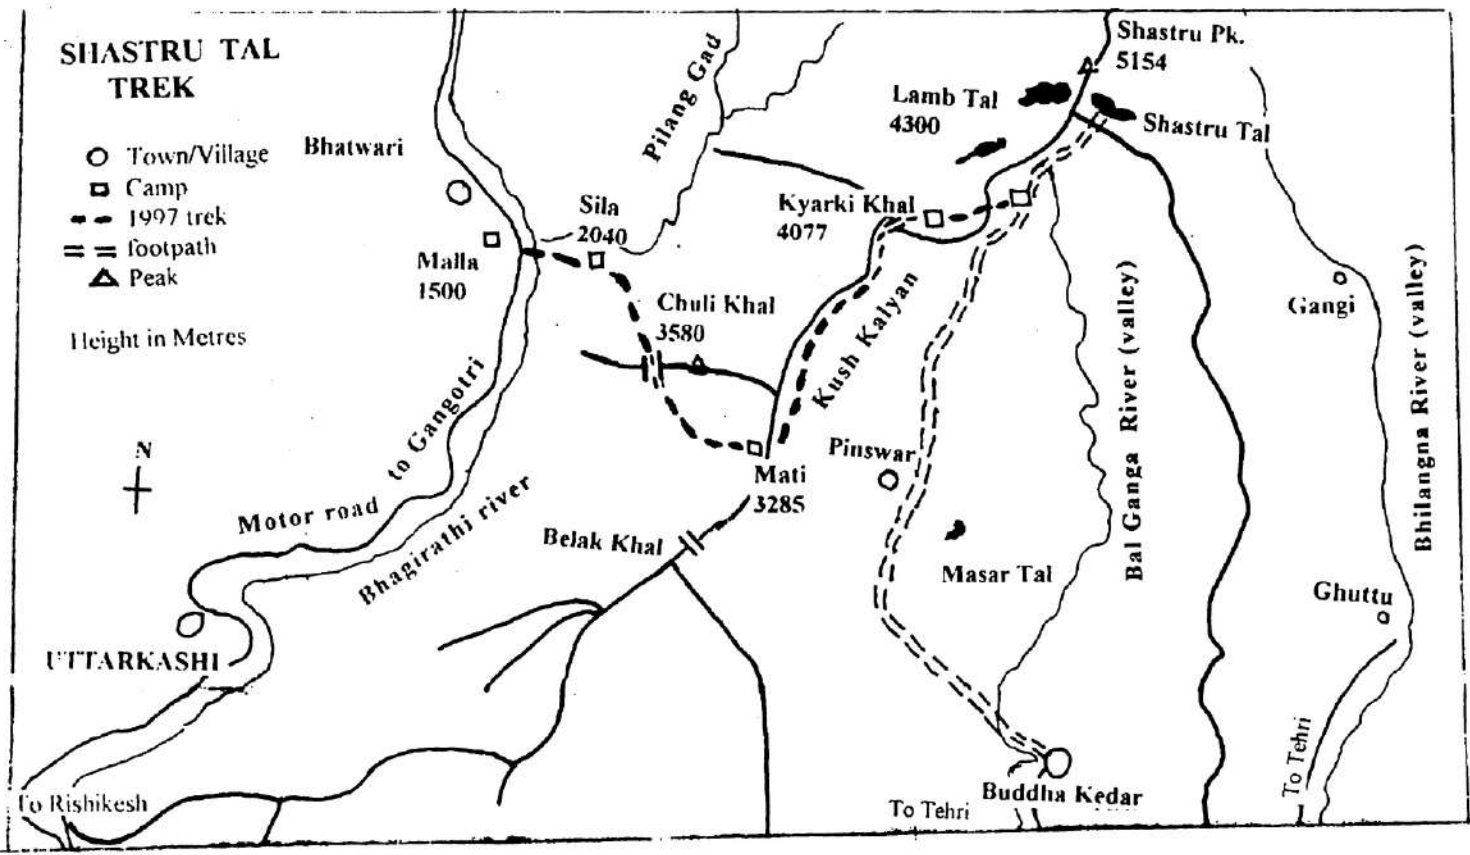 SHASTRU TAL
TREK
Town/Village
Camp
1997 trek
footpath
Peak
Height in Metres
N
Bhatwari
Malla
1500
Sila
2040
Pilang Gad
Chuli Khal
3580
Lamb Tal
4300
Shastru Pk.
5154
Shastru Tal
Kyarki Khal
4077
Kush Kalyan
Mati
3285
Belak Khal
Pinswar
Masar Tal
Bal Ganga River (valley)
Gangi
Bhilangna River (valley)
Ghuttu
to Gangotri
Motor road
Bhagirathi river
UTTARKASHI
To Rishikesh
Buddha Kedar
To Tehri
To Tehri